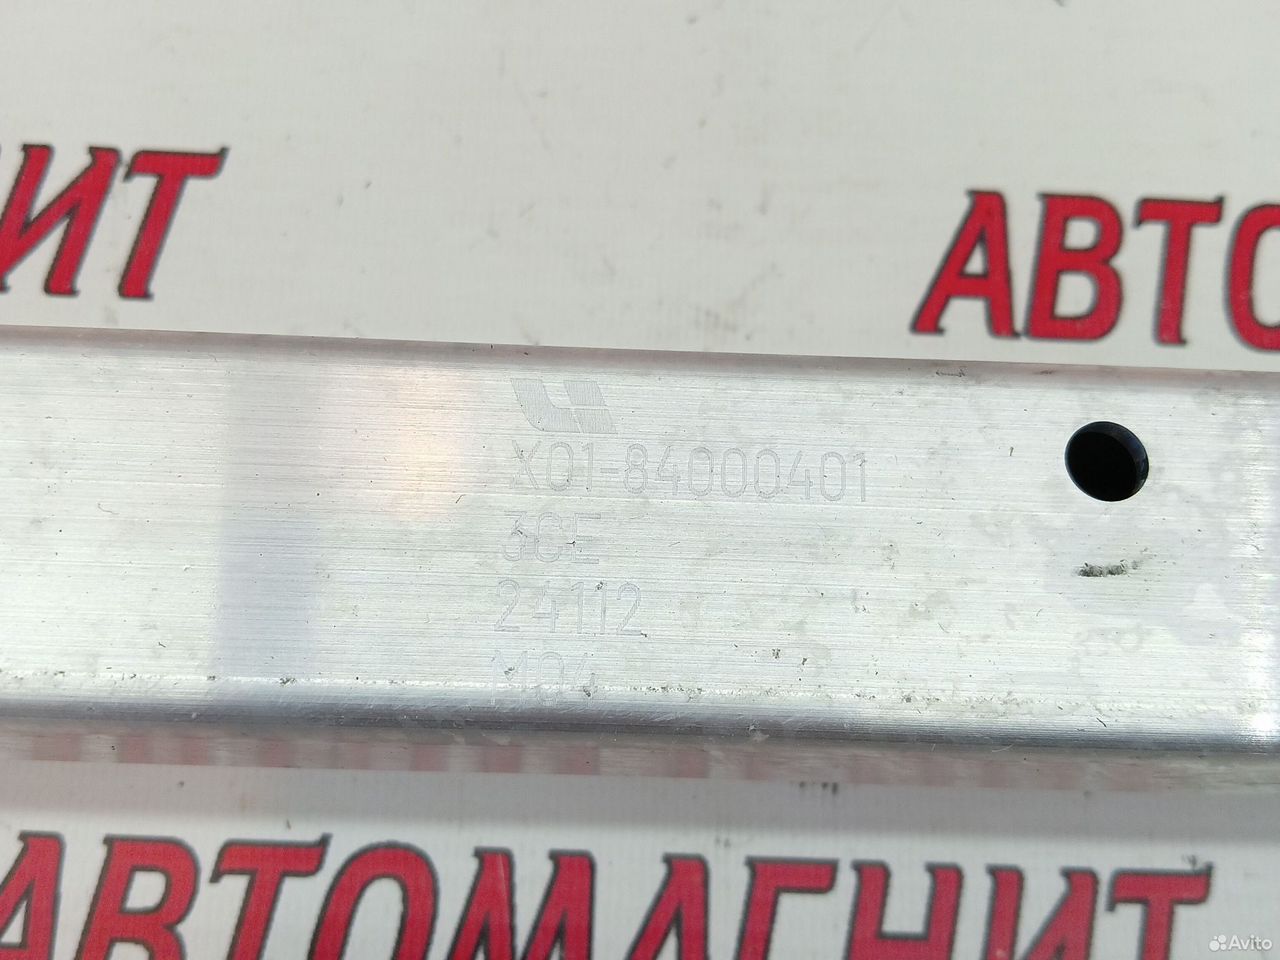 ИТ
АВТО
X01-84000401
3CE
24112
M04
АВТОМАГНИТ
Avito